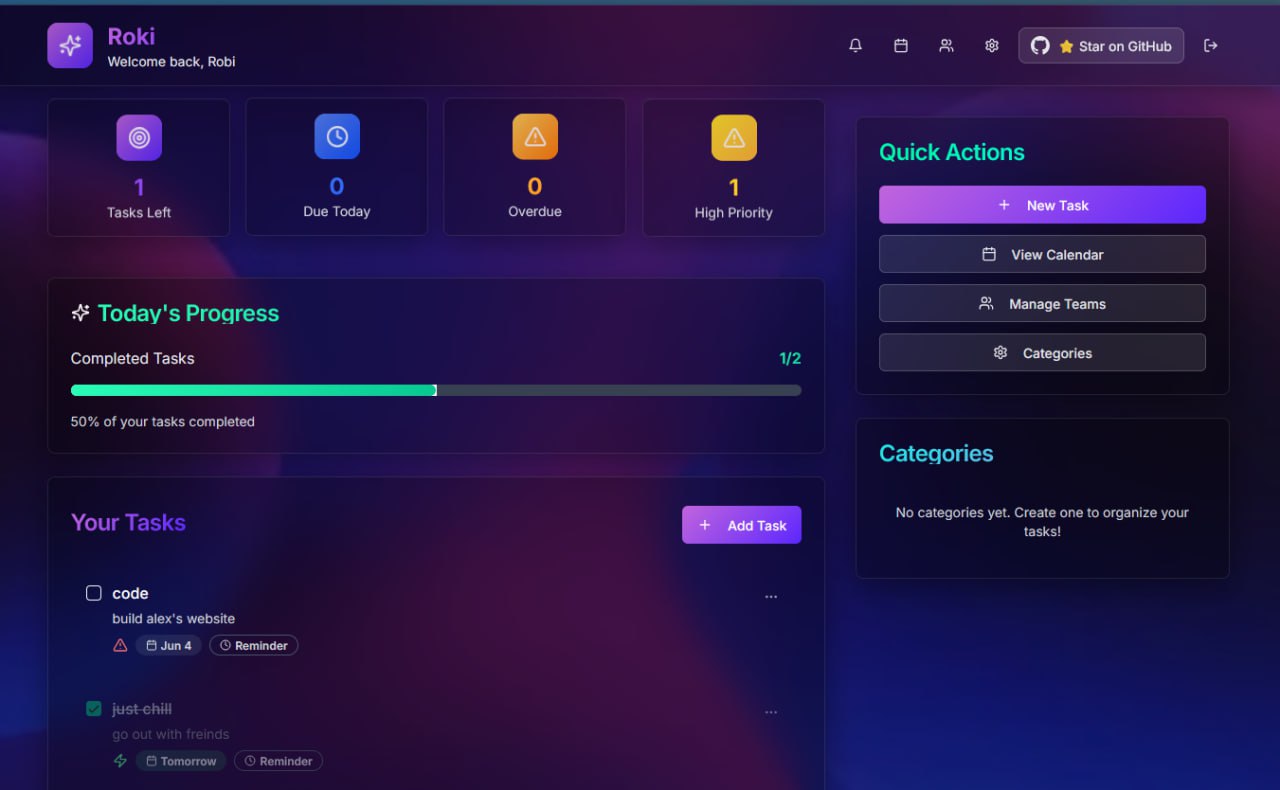 Roki
Welcome back, Robi
⭐ Star on GitHub
1
Tasks Left
0
Due Today
0
Overdue
1
High Priority
Today's Progress
Completed Tasks
1/2
50% of your tasks completed
Your Tasks
+ Add Task
code
...
build alex's website
Jun 4
Reminder
just chill
...
go out with freinds
Tomorrow
Reminder
Quick Actions
+ New Task
View Calendar
Manage Teams
Categories
Categories
No categories yet. Create one to organize your
tasks!